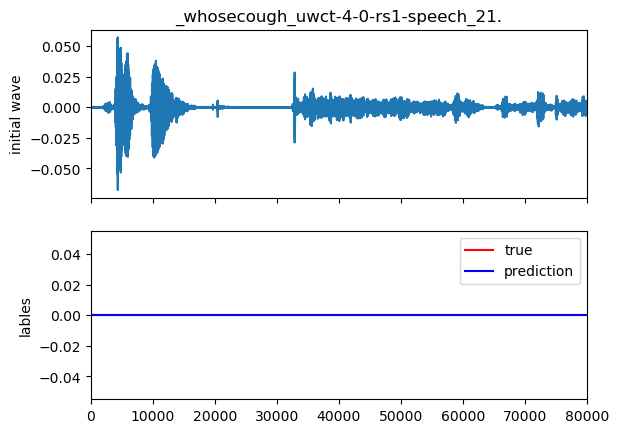 _whosecough_uwct-4-0-rs1-speech_21.
initial wave
0.050
0.025
0.000
−0.025
−0.050
lables
0.04
0.02
0.00
−0.02
−0.04
true
prediction
0 10000 20000 30000 40000 50000 60000 70000 80000